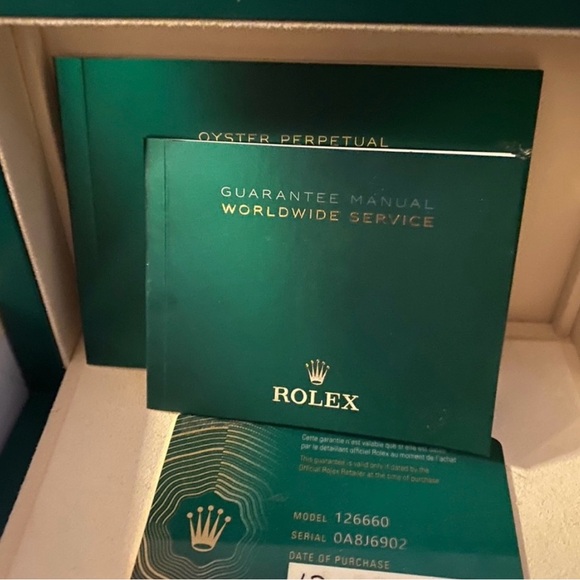 OYSTER PERPETUAL
GUARANTEE MANUAL
WORLDWIDE SERVICE
ROLEX
Cette garantie n'est valable que si elle est
par le détaillant officiel Rolex au moment de l'achat
This guarantee is valid only if dated by the
Official Rolex Retailer at the time of purchase
MODEL 126660
SERIAL 0A8J6902
DATE OF PURCHASE